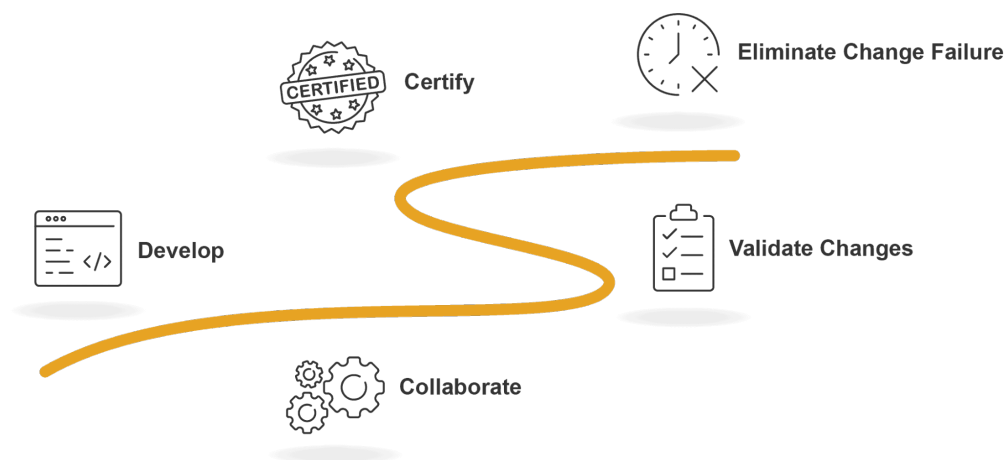 Eliminate Change Failure
CERTIFIED
Certify
</>
Develop
Validate Changes
Collaborate